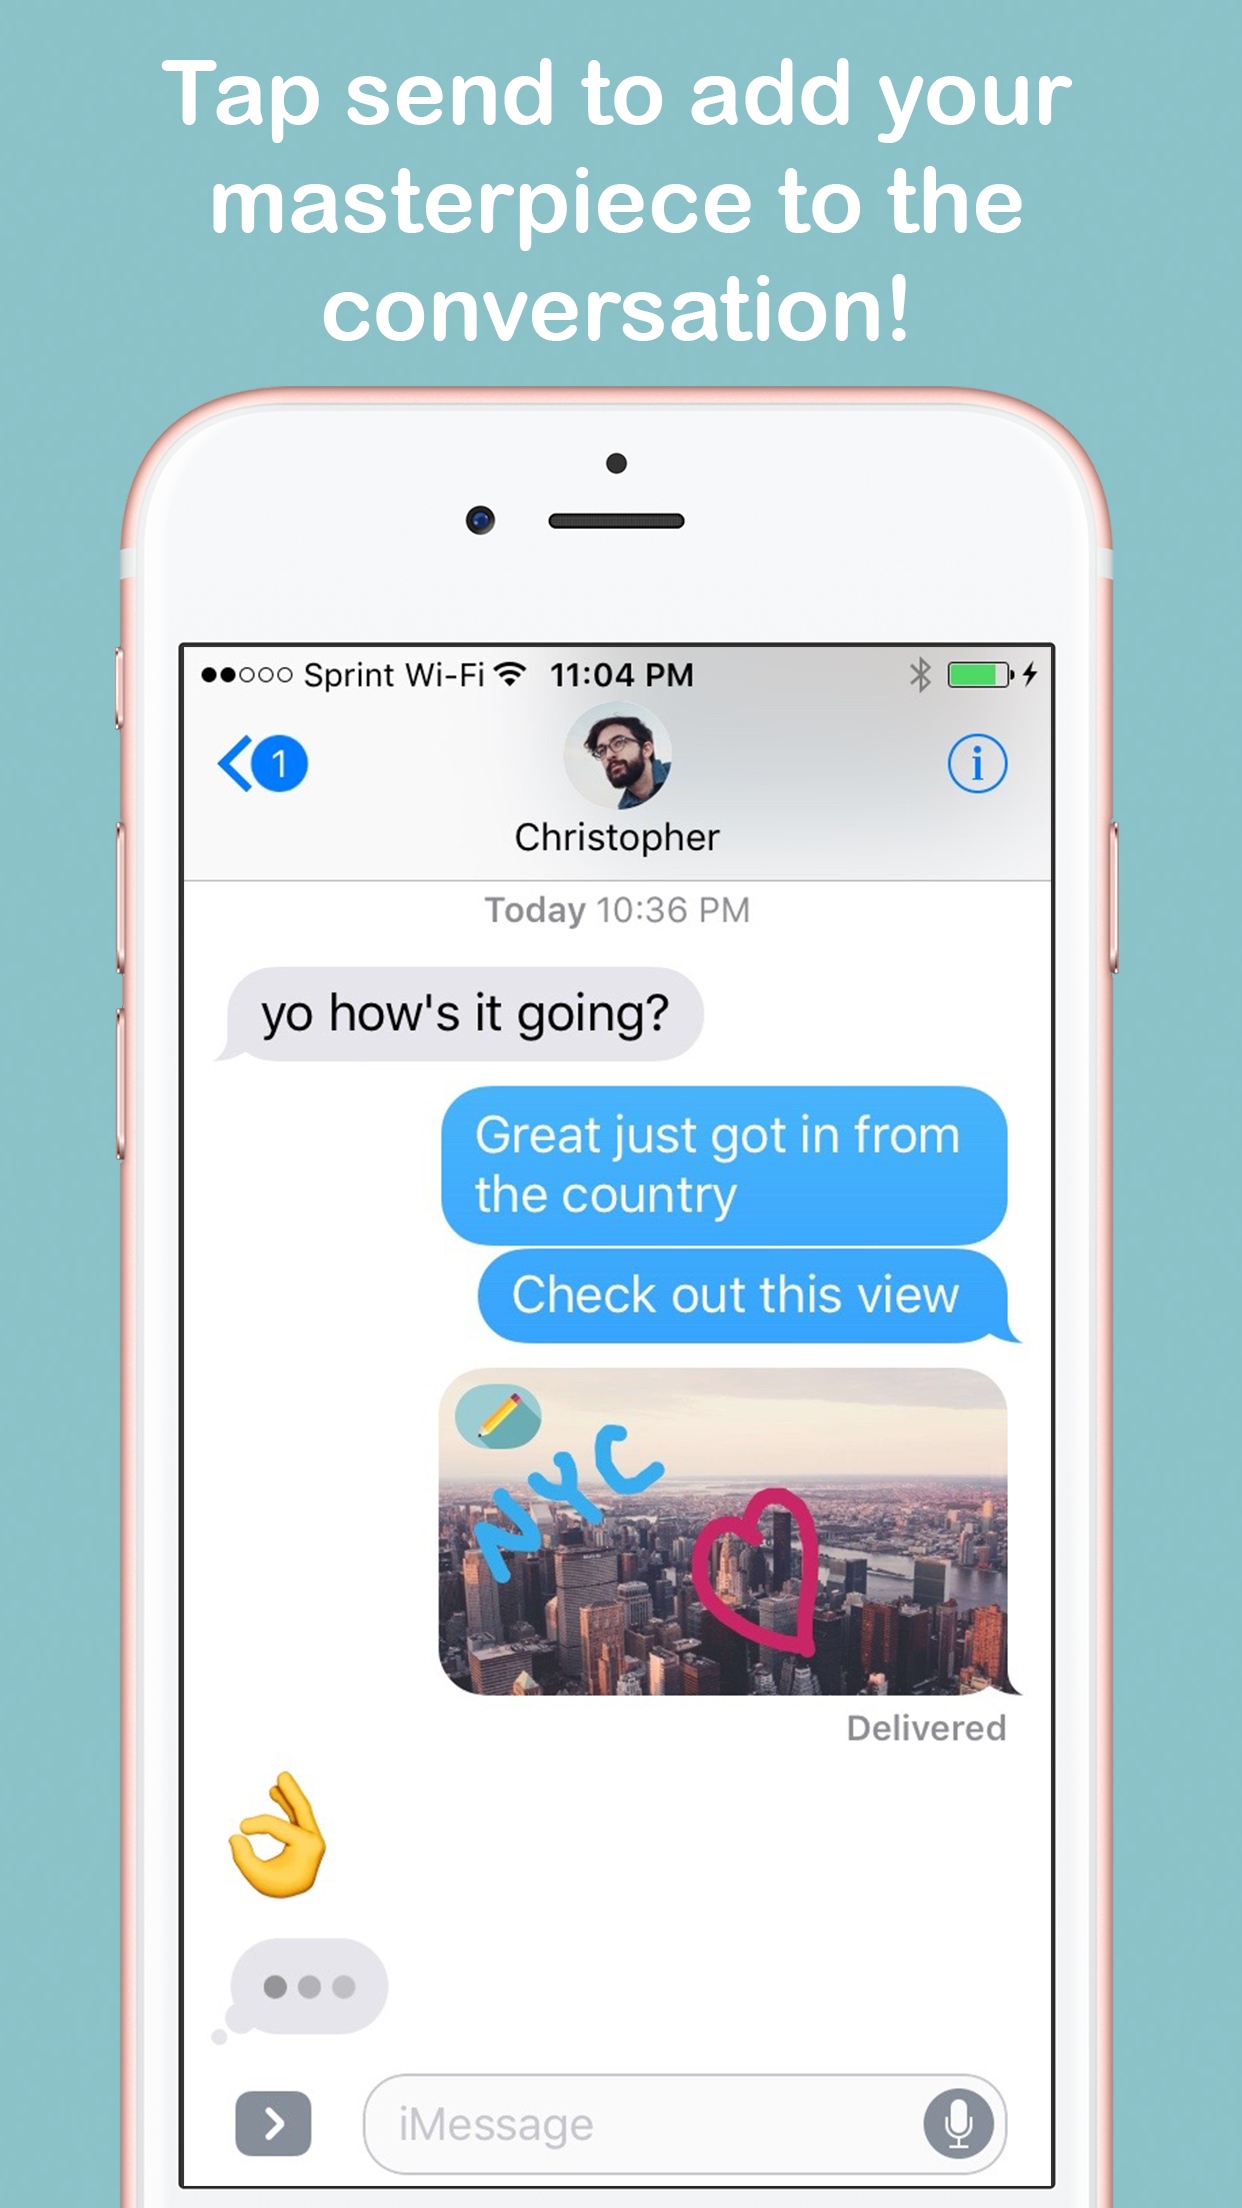 Tap send to add your
masterpiece to the
conversation!
Sprint Wi-Fi 11:04 PM
1
i
Christopher
Today 10:36 PM
yo how's it going?
Great just got in from
the country
Check out this view
NYC
Delivered
iMessage